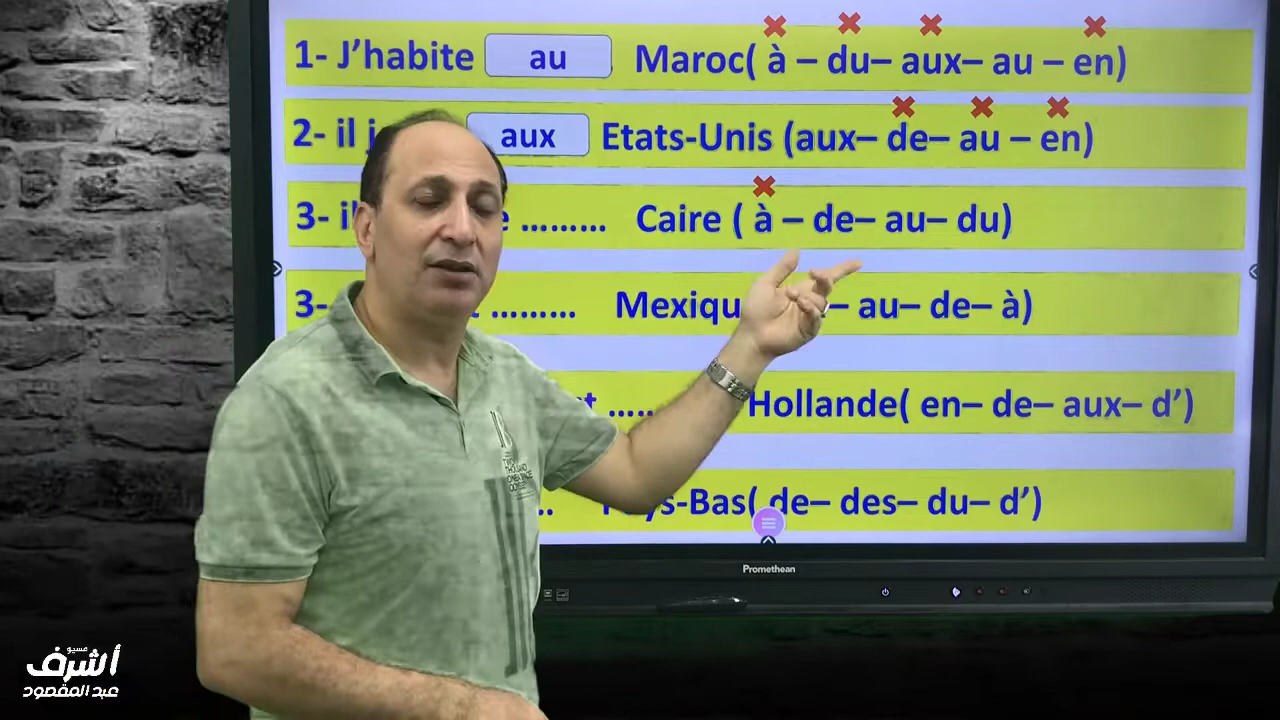 1- J'habite au Maroc( à – du– aux– au – en)
2- il aux Etats-Unis (aux– de– au – en)
3- il e ……… Caire ( à – de– au– du)
3- ……… – au– de– à)
…… Hollande( en– de– aux– d')
-Bas( de– des– du– d')
Promethean
مسيو
أشرف
عبد المقصود